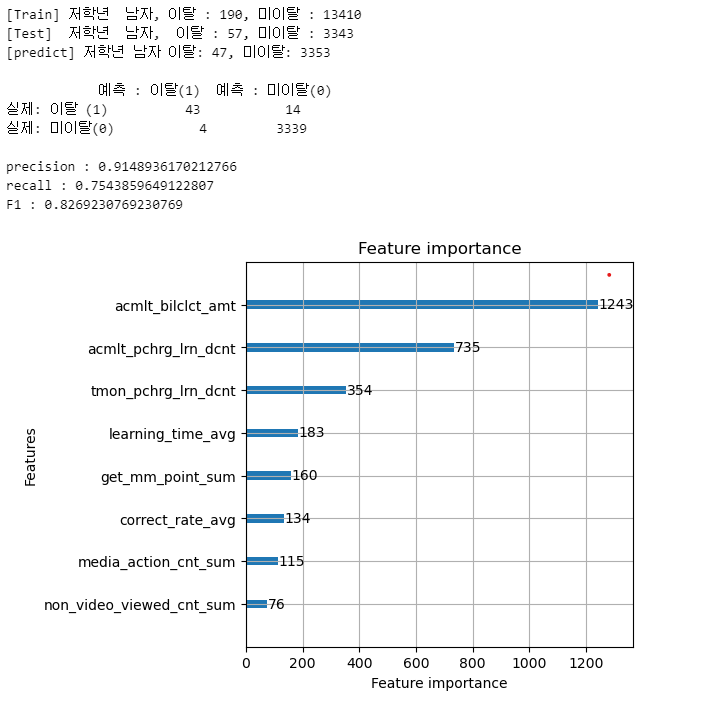 [Train] 저학년 남자, 이탈 : 190, 미이탈 : 13410
[Test] 저학년 남자, 이탈 : 57, 미이탈 : 3343
[predict] 저학년 남자 이탈: 47, 미이탈: 3353
예측 : 이탈(1) 예측 : 미이탈(0)
실제: 이탈 (1) 43 14
실제: 미이탈(0) 4 3339
precision : 0.9148936170212766
recall : 0.7543859649122807
F1 : 0.8269230769230769
Feature importance
acmlt_bilclct_amt 1243
acmlt_pchrg_lrn_dcnt 735
tmon_pchrg_lrn_dcnt 354
learning_time_avg 183
get_mm_point_sum 160
correct_rate_avg 134
media_action_cnt_sum 115
non_video_viewed_cnt_sum 76
Features
0 200 400 600 800 1000 1200
Feature importance